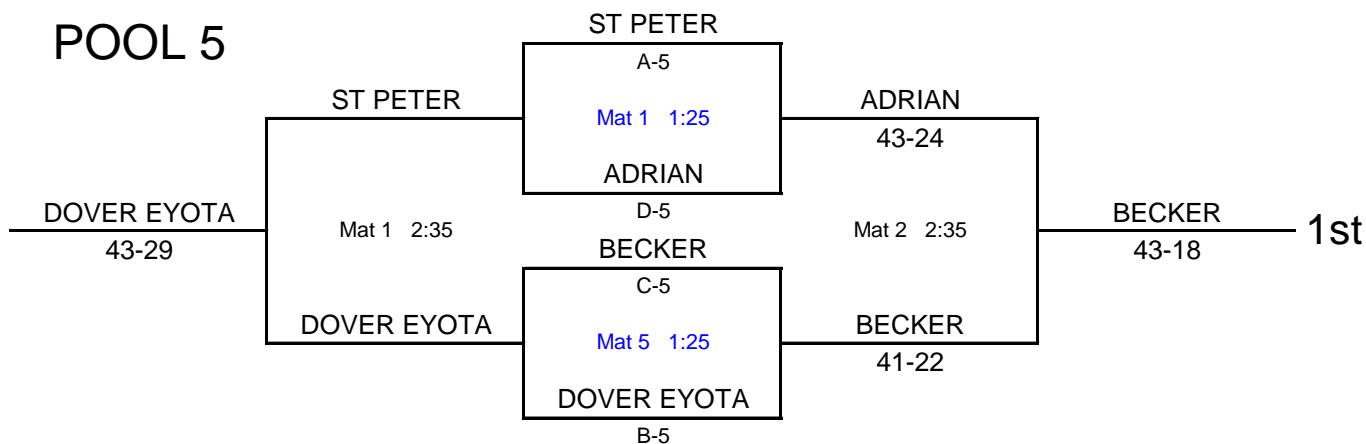 POOL 5
ST PETER
A-5
ST PETER
Mat 1 1:25
ADRIAN
43-24
ADRIAN
D-5
DOVER EYOTA
43-29
Mat 1 2:35
Mat 2 2:35
BECKER
43-18
1st
BECKER
C-5
DOVER EYOTA
Mat 5 1:25
BECKER
41-22
DOVER EYOTA
B-5